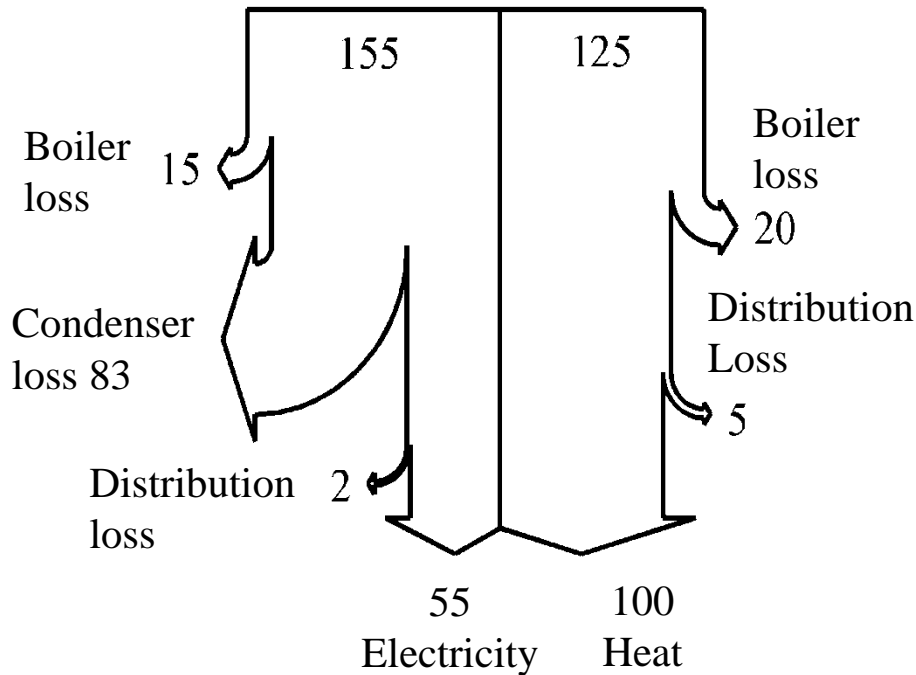 155
125
Boiler
loss
15
Boiler
loss
20
Condenser
loss 83
Distribution
Loss
5
Distribution
loss
2
55
Electricity
100
Heat